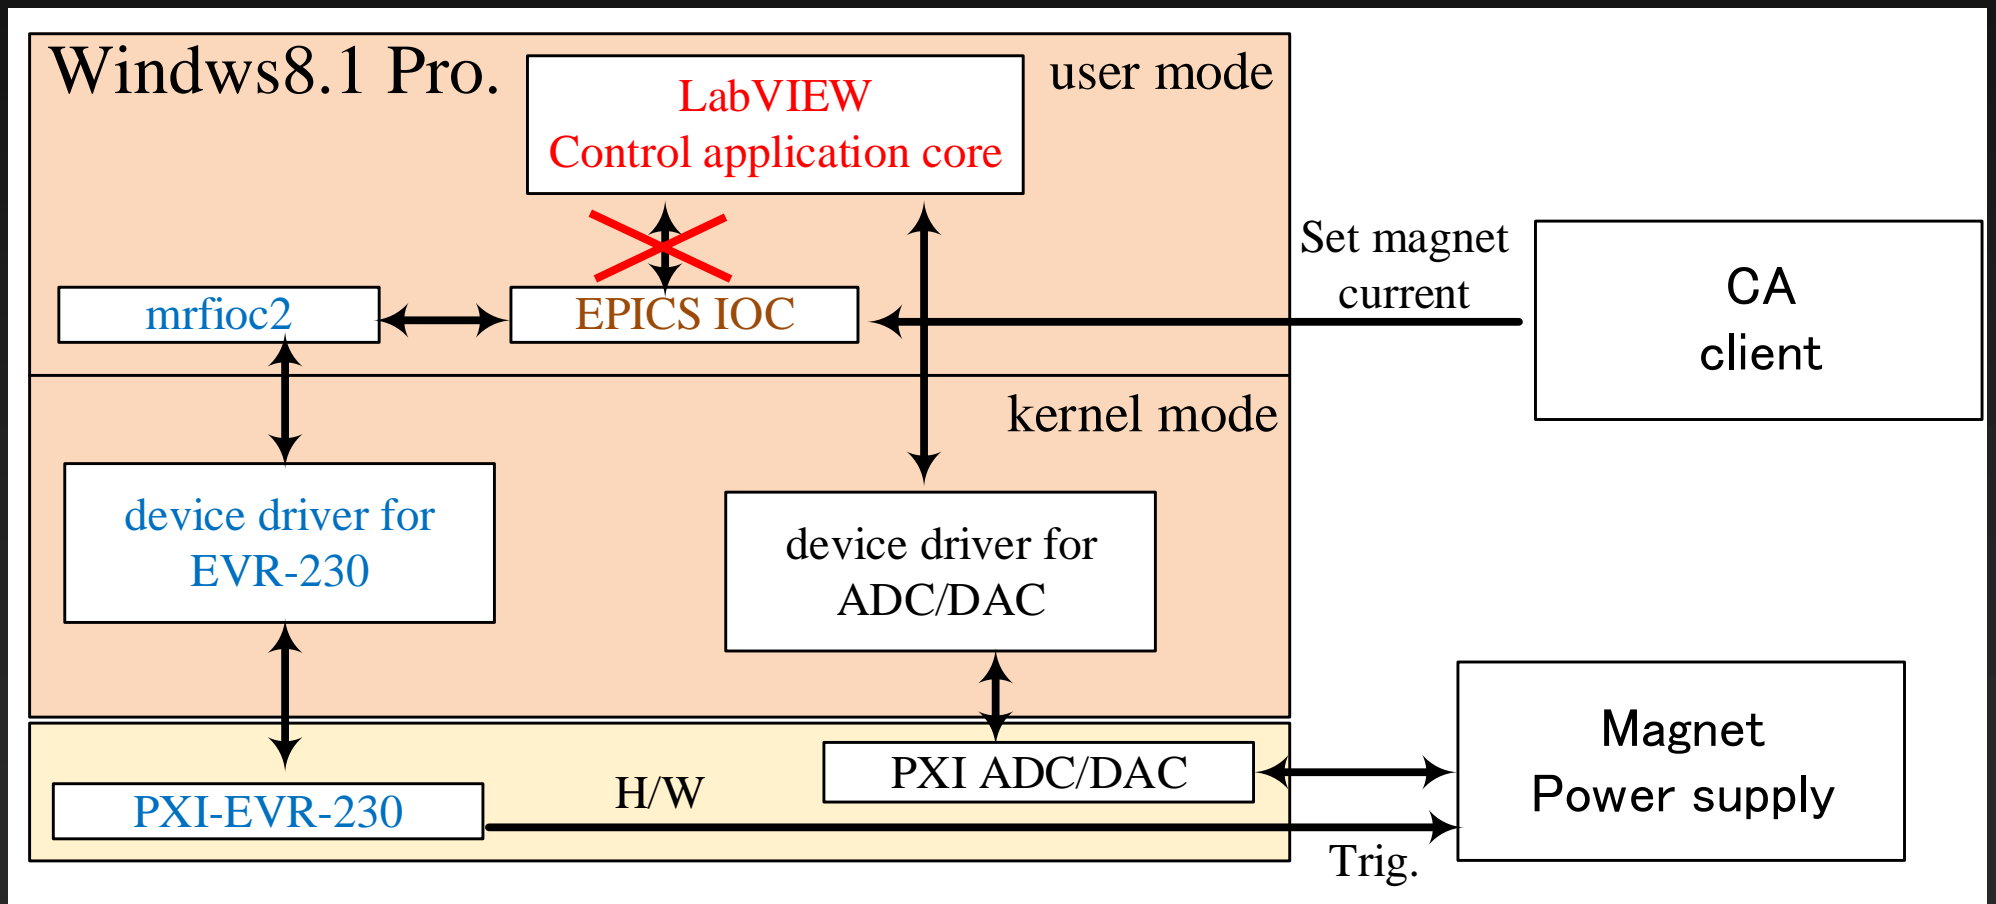 Windws8.1 Pro.
LabVIEW
Control application core
user mode
Set magnet
current
CA
client
mrfioc2
EPICS IOC
kernel mode
device driver for
EVR-230
device driver for
ADC/DAC
PXI-EVR-230
H/W
PXI ADC/DAC
Magnet
Power supply
Trig.